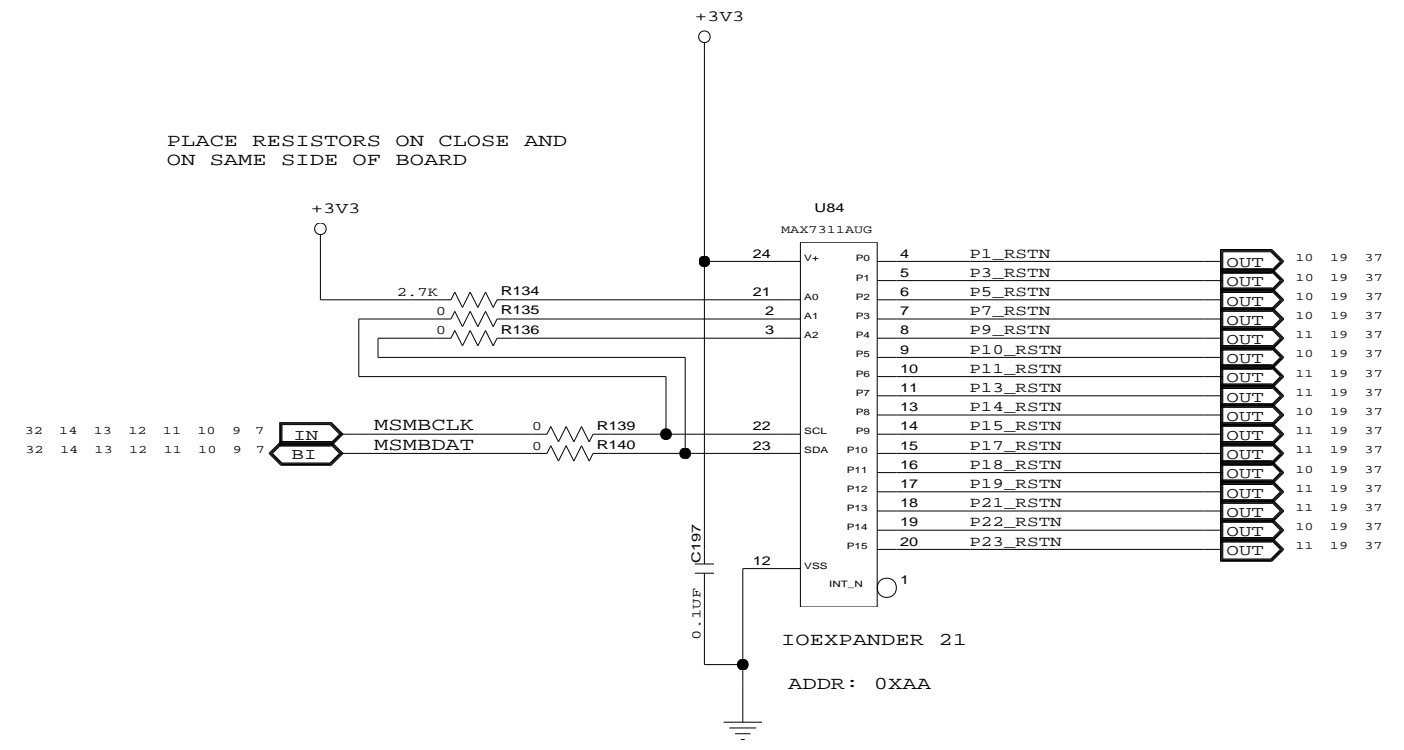 +3V3
PLACE RESISTORS ON CLOSE AND
ON SAME SIDE OF BOARD
+3V3
U84
MAX7311AUG
24 V+ P0 4 P1_RSTN OUT 10 19 37
P1 5 P3_RSTN OUT 10 19 37
2.7K R134 21 A0 P2 6 P5_RSTN OUT 10 19 37
0 R135 2 A1 P3 7 P7_RSTN OUT 10 19 37
0 R136 3 A2 P4 8 P9_RSTN OUT 11 19 37
P5 9 P10_RSTN OUT 10 19 37
P6 10 P11_RSTN OUT 11 19 37
P7 11 P13_RSTN OUT 11 19 37
P8 13 P14_RSTN OUT 10 19 37
32 14 13 12 11 10 9 7 IN MSMBCLK 0 R139 22 SCL P9 14 P15_RSTN OUT 11 19 37
32 14 13 12 11 10 9 7 BI MSMBDAT 0 R140 23 SDA P10 15 P17_RSTN OUT 11 19 37
P11 16 P18_RSTN OUT 10 19 37
P12 17 P19_RSTN OUT 11 19 37
P13 18 P21_RSTN OUT 11 19 37
P14 19 P22_RSTN OUT 10 19 37
P15 20 P23_RSTN OUT 11 19 37
C197
0.1UF
12 VSS
INT_N 1
IOEXPANDER 21
ADDR: 0XAA